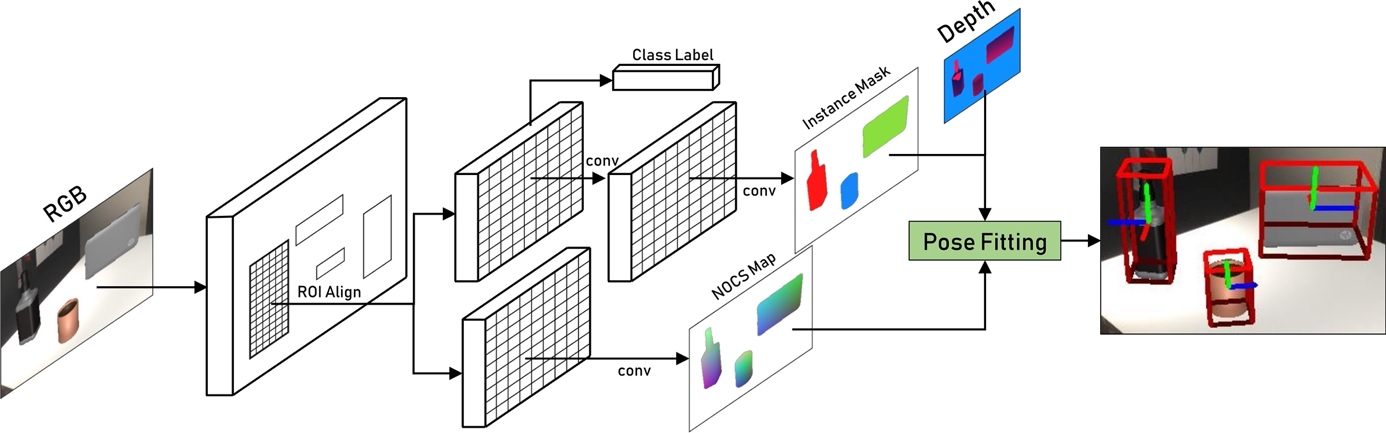 RGB
ROI Align
Class Label
conv
conv
Instance Mask
Depth
conv
NOCS Map
Pose Fitting